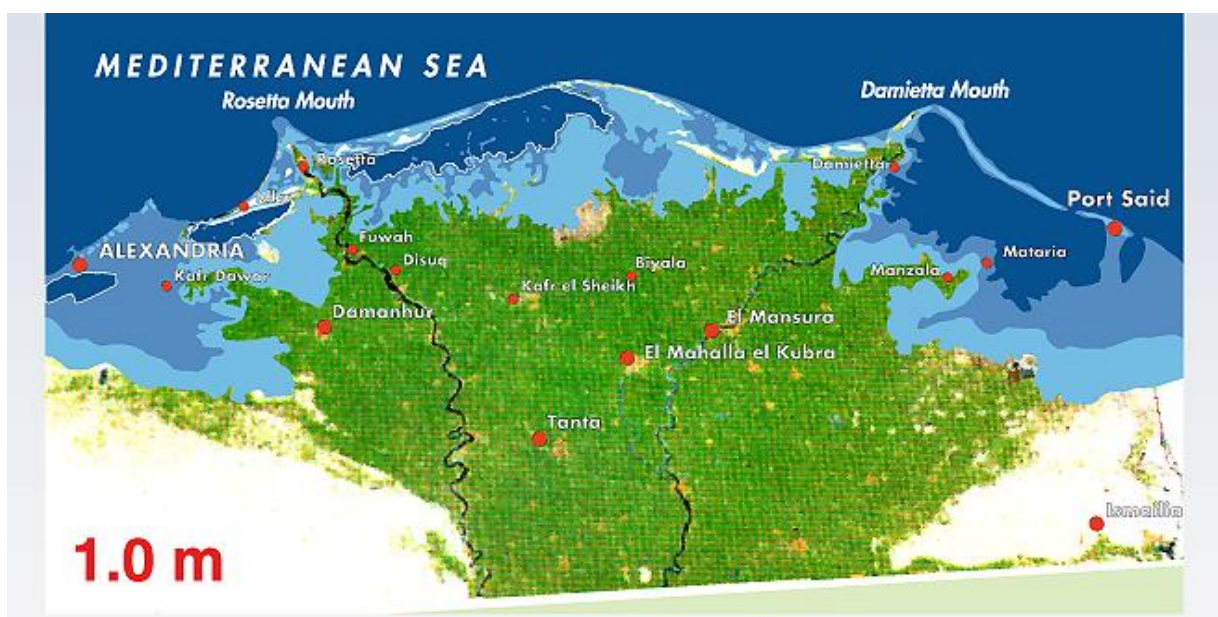 MEDITERRANEAN SEA
Rosetta Mouth
Damietta Mouth
Rosetta
Damietta
Port Said
ALEXANDRIA
Fuwah
Mataria
Kafr Dawar
Disuq
Biyala
Manzala
Kafr el Sheikh
Damanhur
El Mansura
El Mahalla el Kubra
Tanta
Ismailia
1.0 m